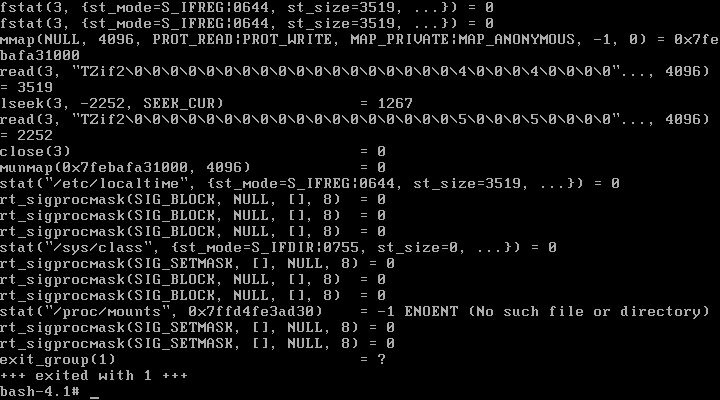 fstat(3, {st_mode=S_IFREG|0644, st_size=3519, ...}) = 0
fstat(3, {st_mode=S_IFREG|0644, st_size=3519, ...}) = 0
mmap(NULL, 4096, PROT_READ|PROT_WRITE, MAP_PRIVATE|MAP_ANONYMOUS, -1, 0) = 0x7fe
bafa31000
read(3, "TZif2\0\0\0\0\0\0\0\0\0\0\0\0\0\0\0\0\0\0\4\0\0\0\4\0\0\0\0"..., 4096)
= 3519
lseek(3, -2252, SEEK_CUR)               = 1267
read(3, "TZif2\0\0\0\0\0\0\0\0\0\0\0\0\0\0\0\0\0\0\5\0\0\0\5\0\0\0\0"..., 4096)
= 2252
close(3)                                = 0
munmap(0x7febafa31000, 4096)            = 0
stat("/etc/localtime", {st_mode=S_IFREG|0644, st_size=3519, ...}) = 0
rt_sigprocmask(SIG_BLOCK, NULL, [], 8)  = 0
rt_sigprocmask(SIG_BLOCK, NULL, [], 8)  = 0
rt_sigprocmask(SIG_BLOCK, NULL, [], 8)  = 0
stat("/sys/class", {st_mode=S_IFDIR|0755, st_size=0, ...}) = 0
rt_sigprocmask(SIG_SETMASK, [], NULL, 8) = 0
rt_sigprocmask(SIG_BLOCK, NULL, [], 8)  = 0
rt_sigprocmask(SIG_BLOCK, NULL, [], 8)  = 0
stat("/proc/mounts", 0x7ffd4fe3ad30)    = -1 ENOENT (No such file or directory)
rt_sigprocmask(SIG_SETMASK, [], NULL, 8) = 0
rt_sigprocmask(SIG_SETMASK, [], NULL, 8) = 0
exit_group(1)                           = ?
+++ exited with 1 +++
bash-4.1# _